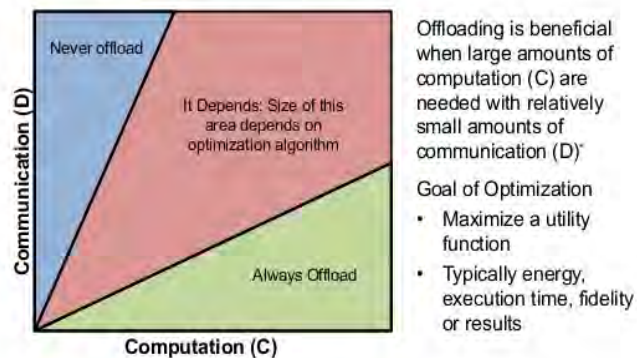 Never offload
It Depends: Size of this
area depends on
optimization algorithm
Always Offload
Communication (D)
Computation (C)
Offloading is beneficial
when large amounts of
computation (C) are
needed with relatively
small amounts of
communication (D)*
Goal of Optimization
• Maximize a utility
function
• Typically energy,
execution time, fidelity
or results